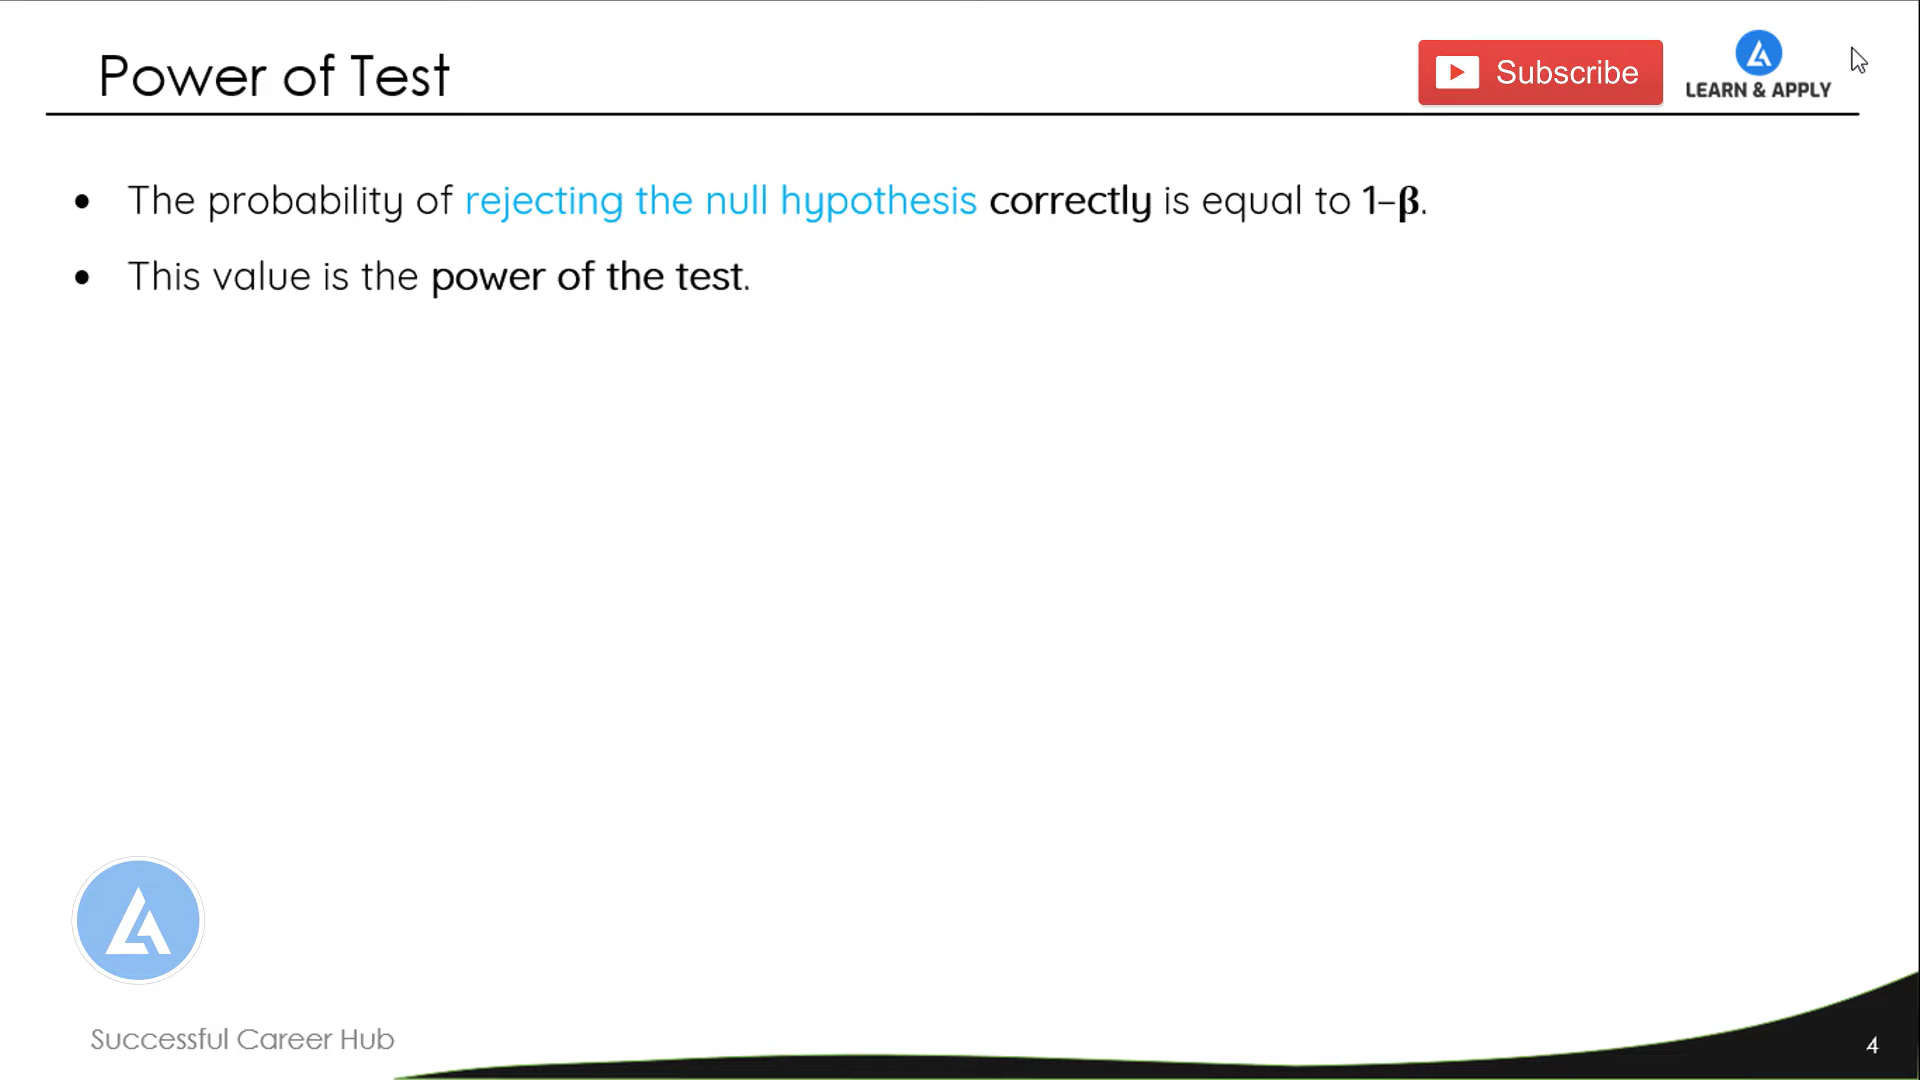 Power of Test
Subscribe
LEARN & APPLY
• The probability of rejecting the null hypothesis correctly is equal to 1–β.
• This value is the power of the test.
Successful Career Hub
4